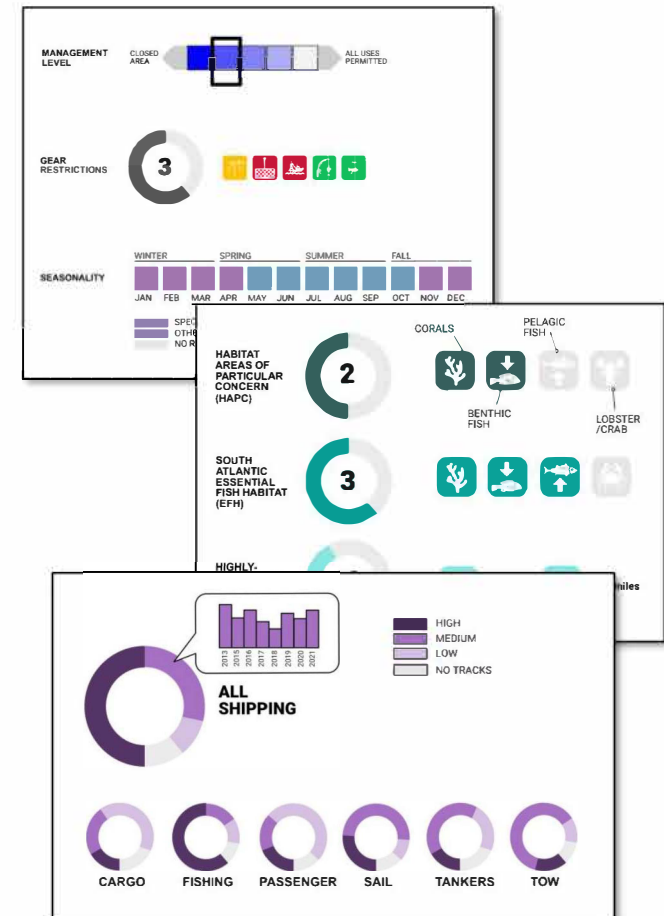 MANAGEMENT
LEVEL
CLOSED
AREA
ALL USES
PERMITTED
GEAR
RESTRICTIONS
3
WINTER SPRING SUMMER FALL
SEASONALITY
JAN FEB MAR APR MAY JUN JUL AUG SEP OCT NOV DEC
HABITAT
AREAS OF
PARTICULAR
CONCERN
(HAPC)
2
CORALS
PELAGIC
FISH
BENTHIC
FISH
LOBSTER
/CRAB
SOUTH
ATLANTIC
ESSENTIAL
FISH HABITAT
(EFH)
3
HIGHLY-
2013 2015 2016 2017 2018 2019 2020 2021
ALL
SHIPPING
HIGH
MEDIUM
LOW
NO TRACKS
CARGO FISHING PASSENGER SAIL TANKERS TOW